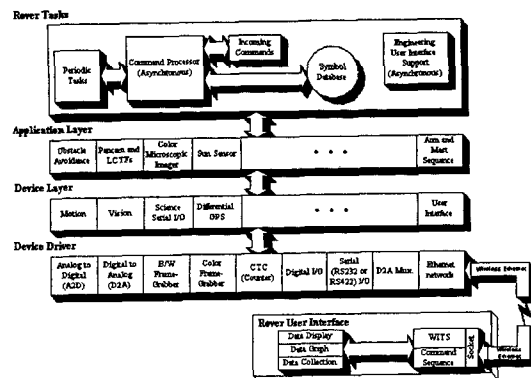 Rover Tasks
Periodic
Tasks
Command Processor
(Asynchronous)
Incoming
Commands
Symbol
Database
Engineering
User Interface
Support
(Asynchronous)
Application Layer
Obstacle
Avoidance
Pancam and
LCTFs
Color
Microscopic
Imager
Sun Sensor
. . .
Arm and
Mast
Sequence
Device Layer
Motion
Vision
Science
Serial I/O
Differential
GPS
. . .
User
Interface
Device Driver
Analog to
Digital
(A2D)
Digital to
Analog
(D2A)
B/W
Frame-
Grabber
Color
Frame-
Grabber
CTC
(Counter)
Digital I/O
Serial
(RS232 or
RS422) I/O
D2A Mux.
Ethernet
network
Wireless Ethernet
Rover User Interface
Data Display
Data Graph
Data Collection
WITS
Command
Sequence
Socket
Wireless
Ethernet